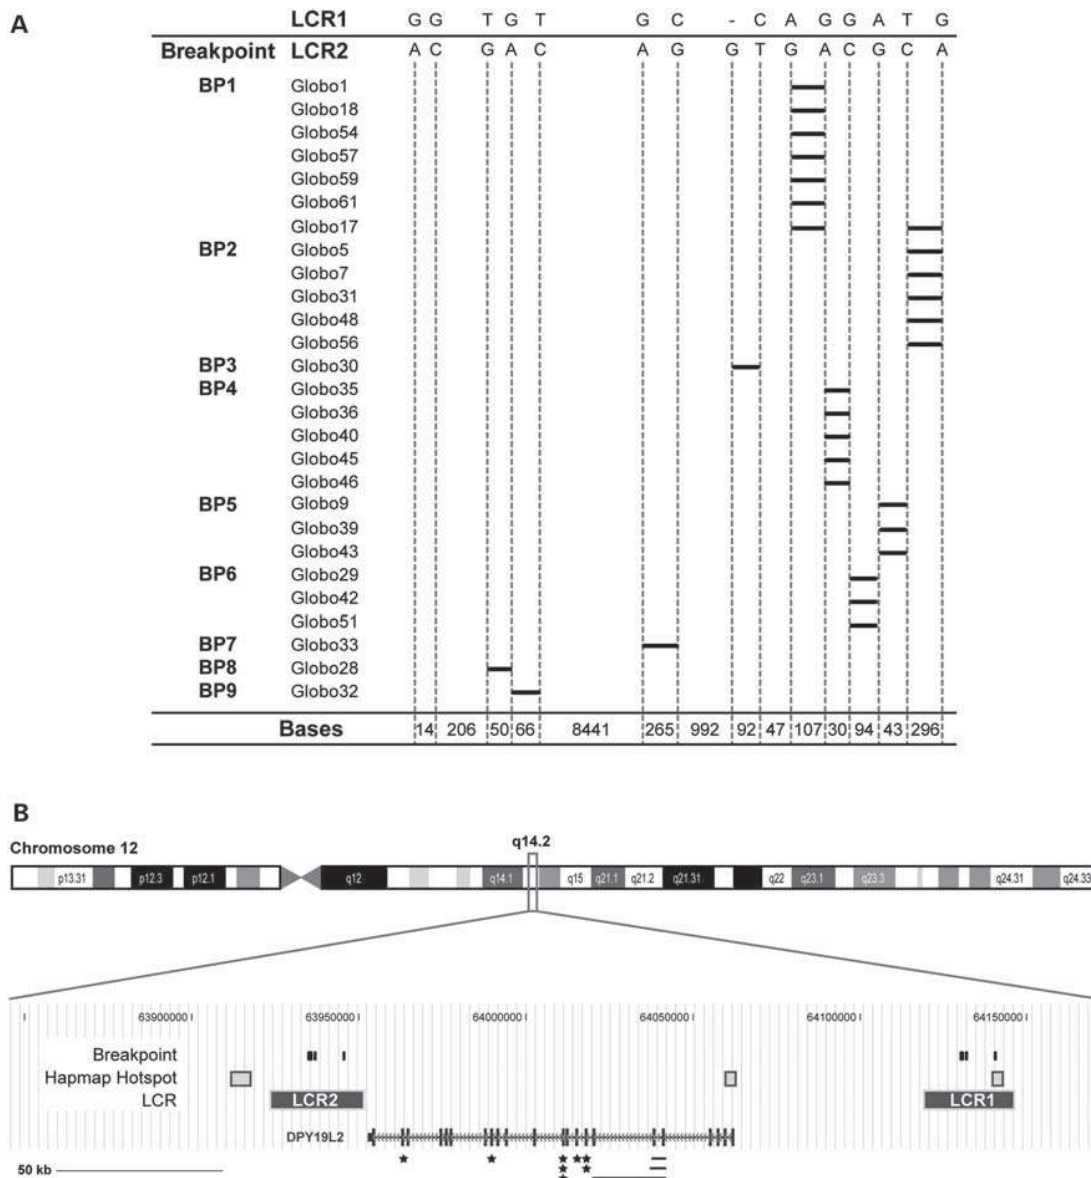 A
LCR1 G G T G T G C - C A G G A T G
Breakpoint LCR2 A C G A C A G G T G A C G C A
BP1 Globo1
Globo18
Globo54
Globo57
Globo59
Globo61
Globo17
BP2 Globo5
Globo7
Globo31
Globo48
Globo56
BP3 Globo30
BP4 Globo35
Globo36
Globo40
Globo45
Globo46
BP5 Globo9
Globo39
Globo43
BP6 Globo29
Globo42
Globo51
BP7 Globo33
BP8 Globo28
BP9 Globo32
Bases 14 206 50 66 8441 265 992 92 47 107 30 94 43 296
B
q14.2
Chromosome 12
p13.31 p12.3 p12.1 q12 q14.1 q15 q21.1 q21.2 q21.31 q22 q23.1 q23.3 q24.31 q24.33
63900000 63950000 64000000 64050000 64100000 64150000
Breakpoint
Hapmap Hotspot
LCR LCR2 LCR1
DPY19L2
50 kb